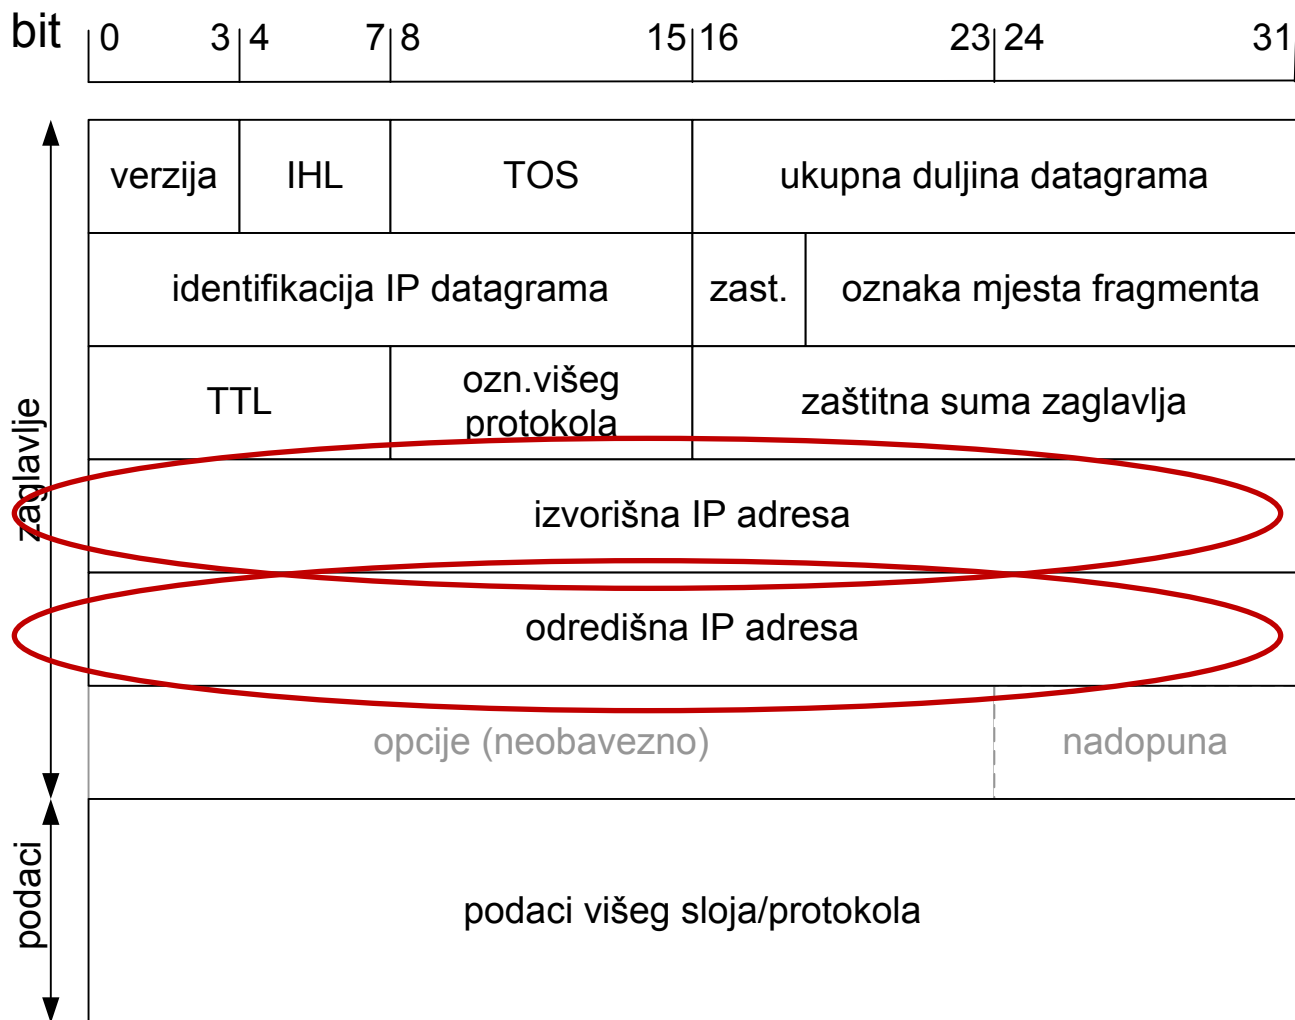 bit 0 3 4 7 8 15 16 23 24 31
verzija IHL TOS ukupna duljina datagrama
identifikacija IP datagrama zast. oznaka mjesta fragmenta
TTL ozn.višeg
protokola zaštitna suma zaglavlja
zaglavlje
izvorišna IP adresa
odredišna IP adresa
opcije (neobavezno) nadopuna
podaci
podaci višeg sloja/protokola